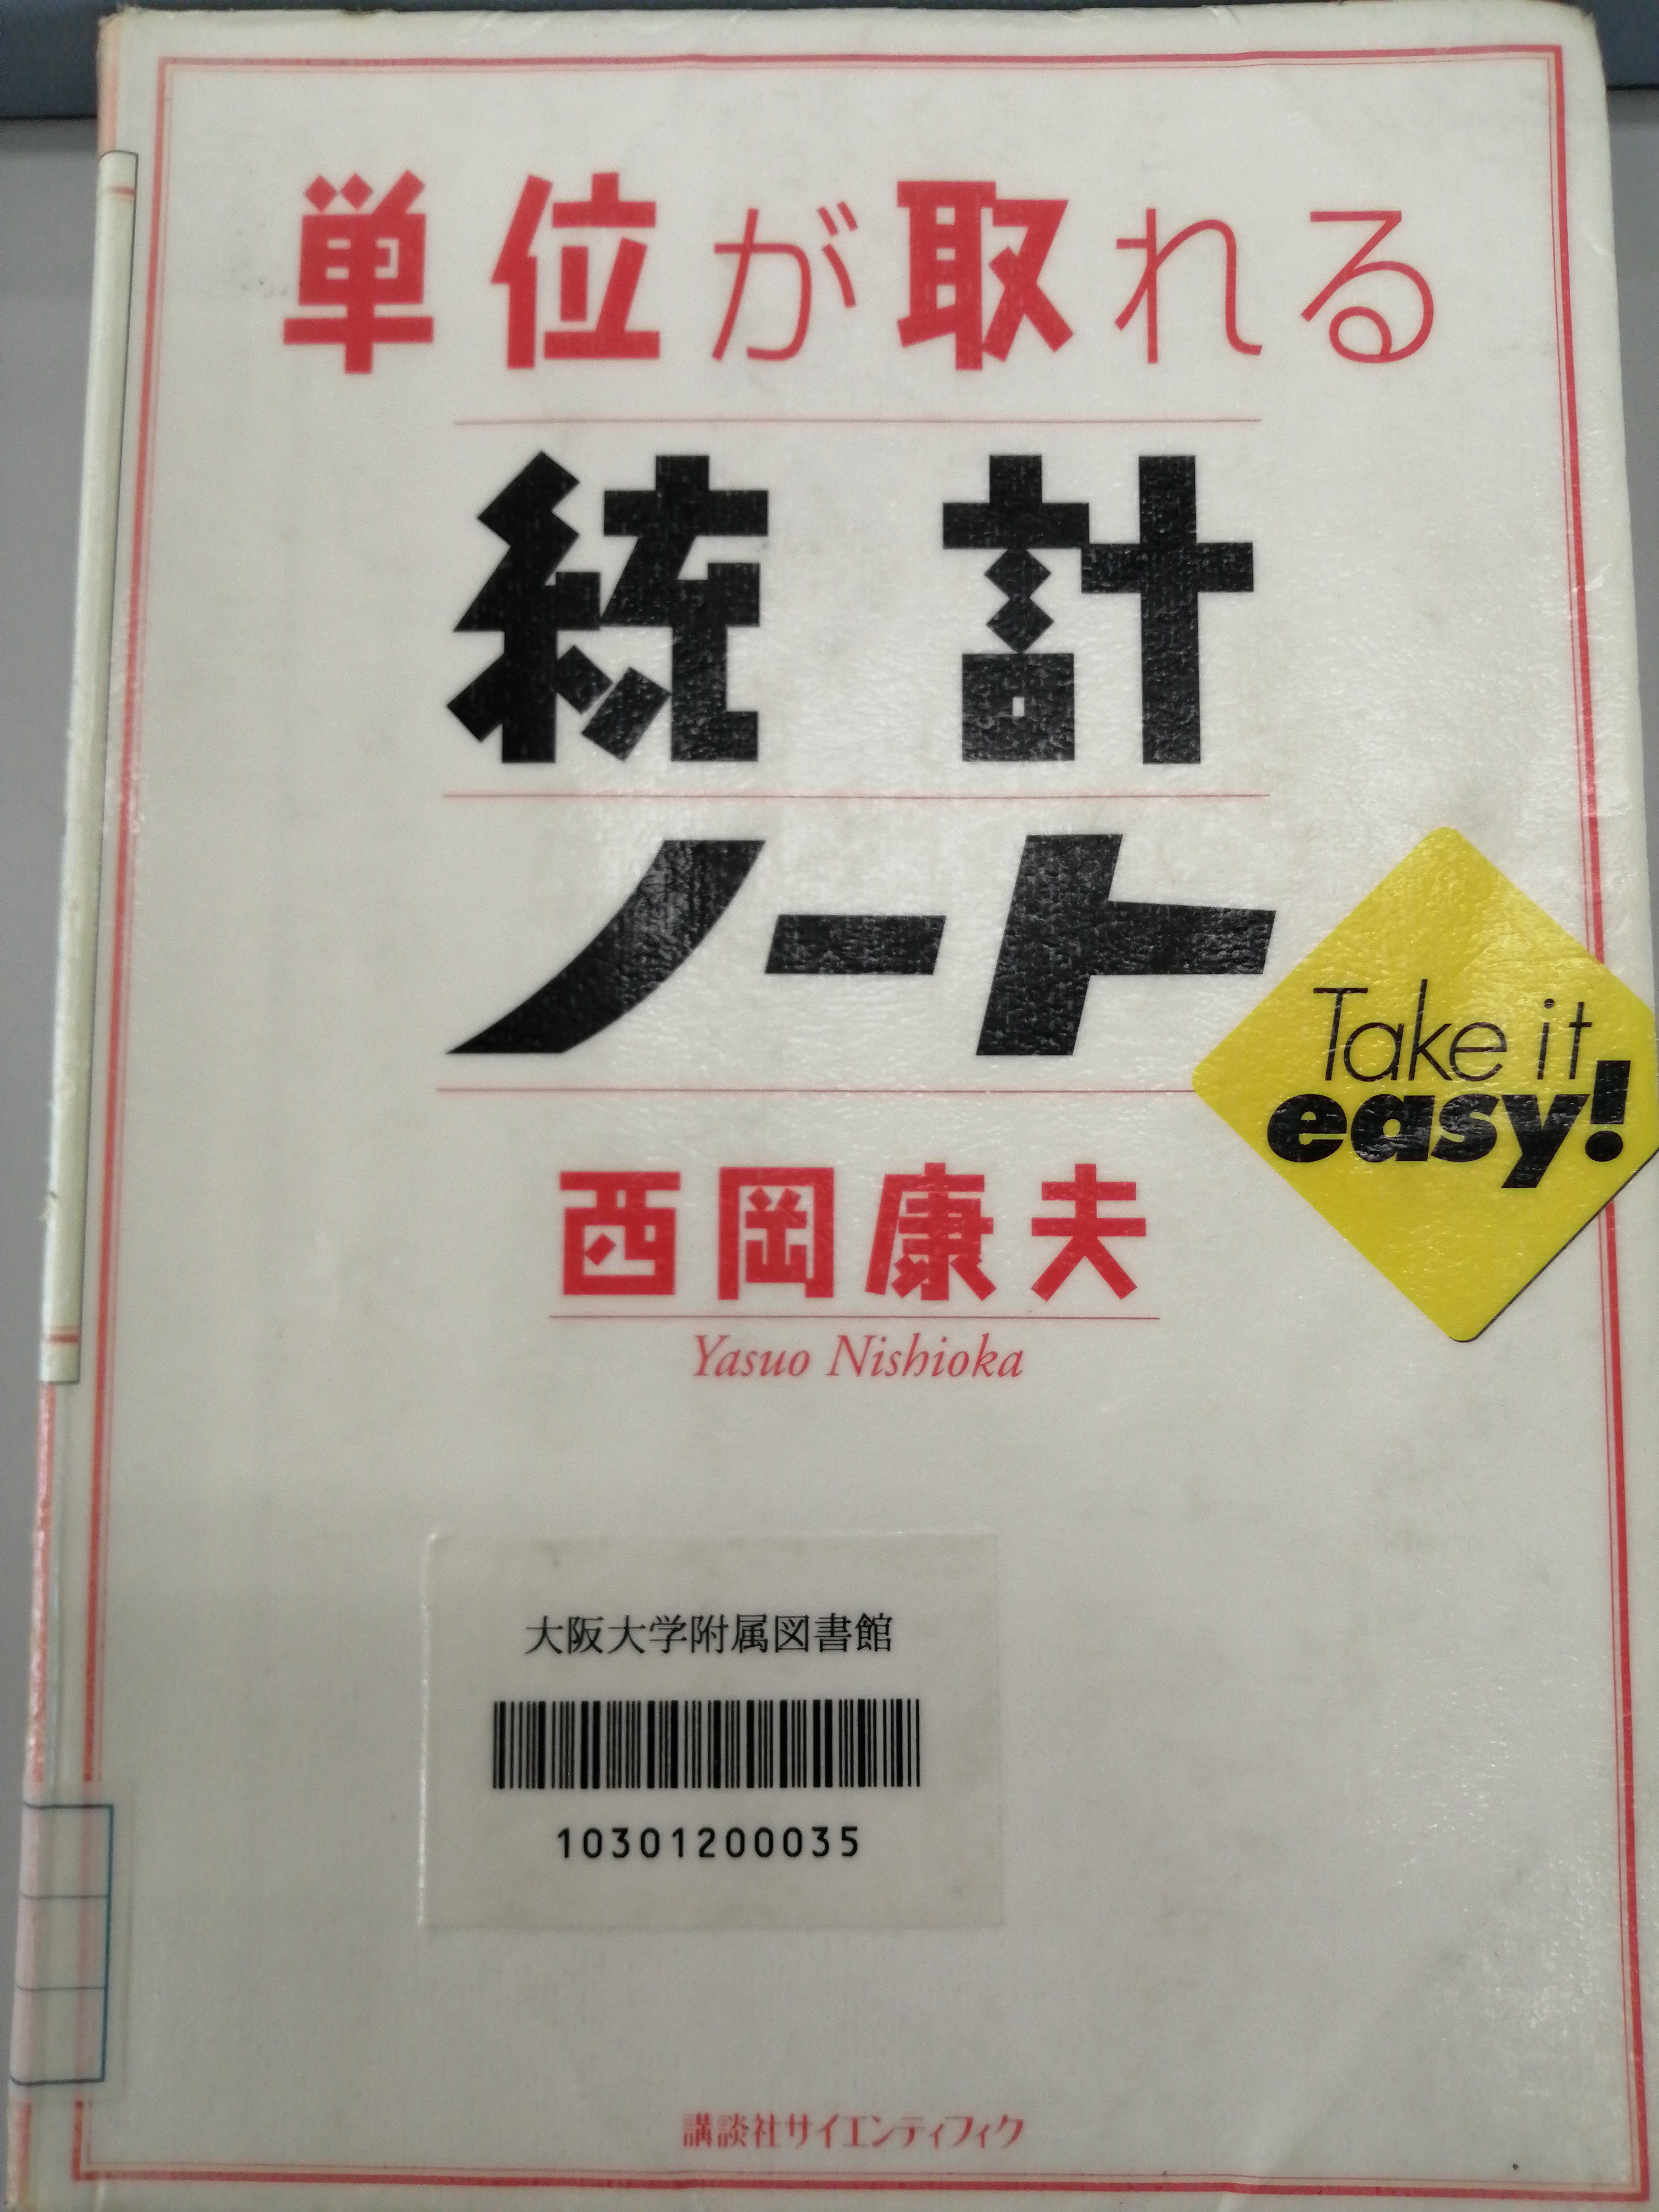 単位が取れる
統計
ノート
Take it
easy!
西岡康夫
Yasuo Nishioka
大阪大学附属図書館
10301200035
講談社サイエンティフィク